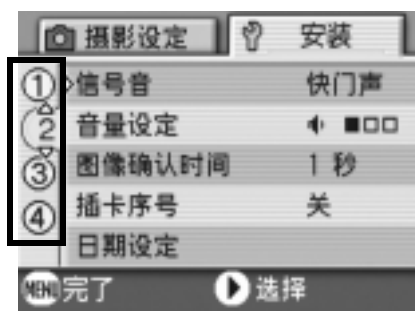 摄影设定 安装
① 信号音 快门声
② 音量设定
③ 图像确认时间 1 秒
④ 插卡序号 关
日期设定
MENU 完了 选择